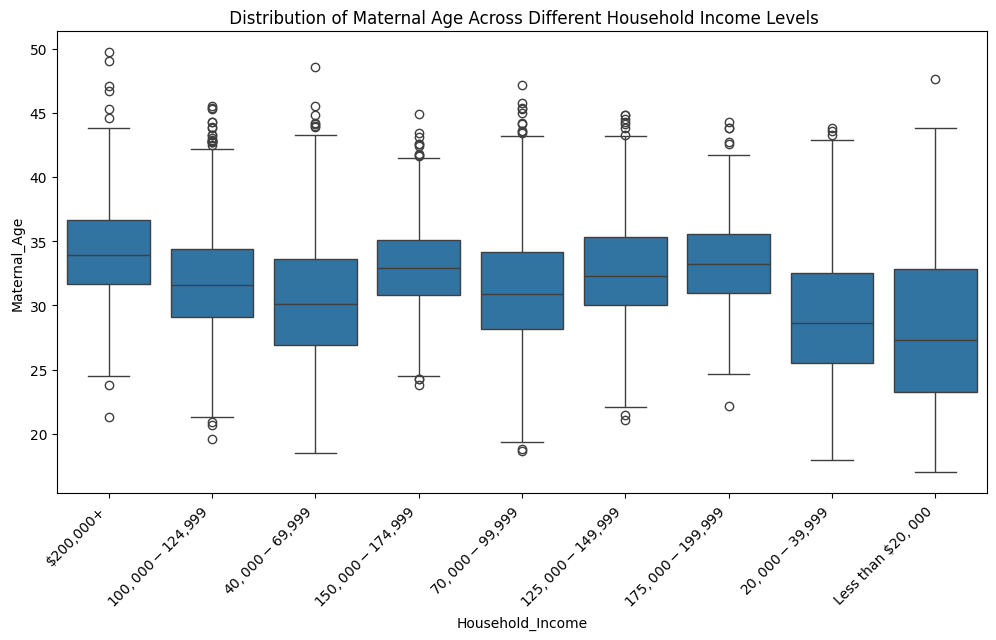 Distribution of Maternal Age Across Different Household Income Levels
Maternal_Age
50
45
40
35
30
25
20
$200,000+
100,000 − 124,999
40,000 − 69,999
150,000 − 174,999
70,000 − 99,999
125,000 − 149,999
175,000 − 199,999
20,000 − 39,999
Less than $20,000
Household_Income